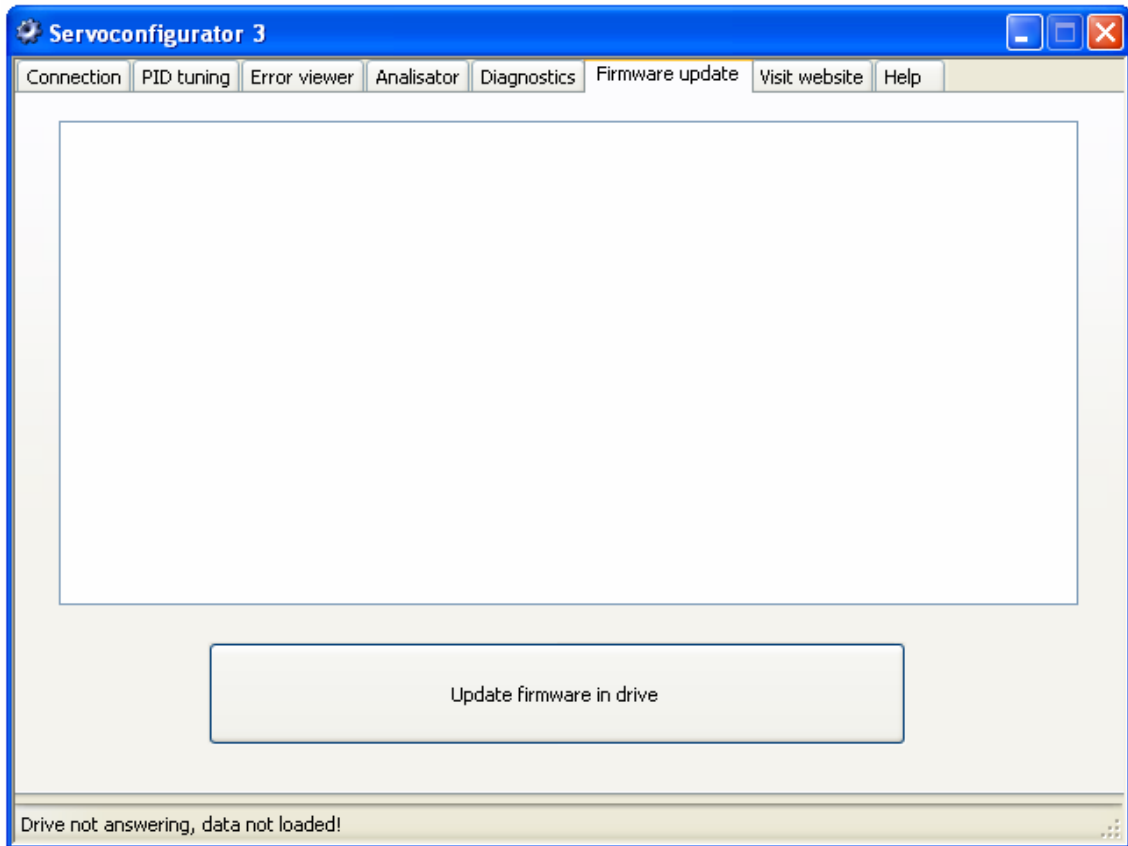 Servoconfigurator 3
Connection PID tuning Error viewer Analisator Diagnostics Firmware update Visit website Help
Update firmware in drive
Drive not answering, data not loaded!